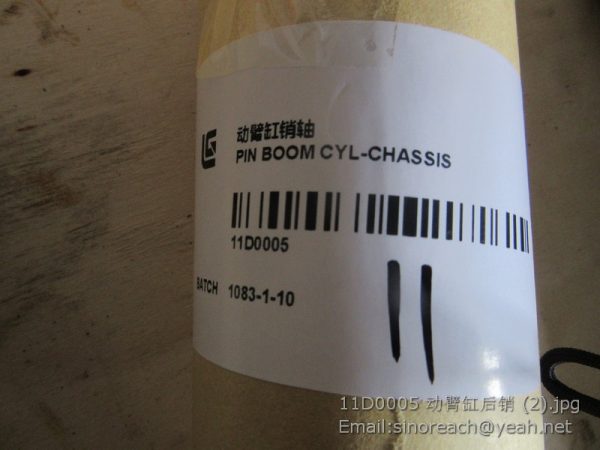 动臂缸销轴
PIN BOOM CYL-CHASSIS
11D0005
BATCH 1083-1-10
11
11D0005 动臂缸后销 (2).jpg
Email:sinoreach@yeah.net